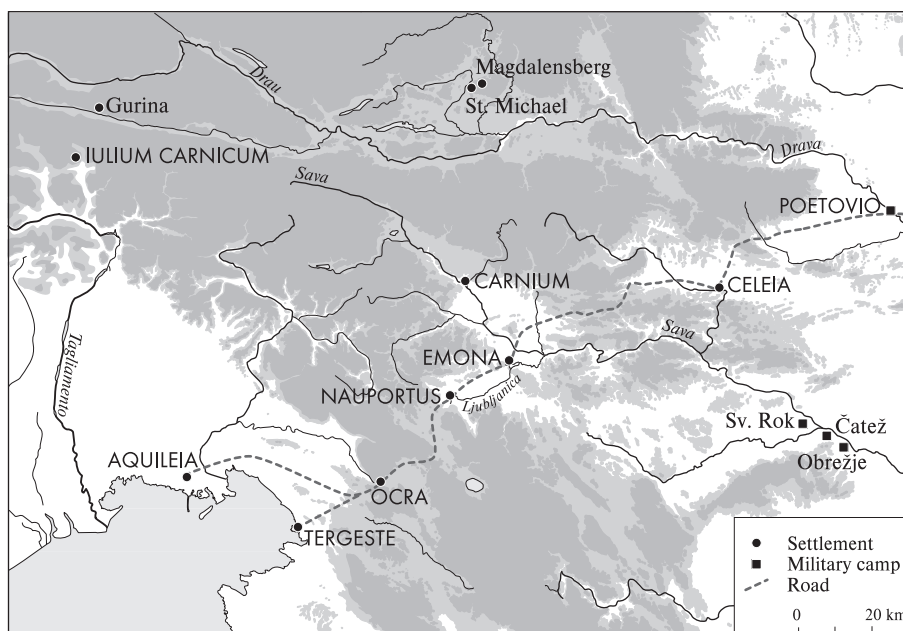 Magdalensberg
Drau
St. Michael
Gurina
IULIUM CARNICUM
Drava
Sava
POETOVIO
CARNIUM
CELEIA
Sava
EMONA
Tagliamento
NAUPORTUS
Ljubljanica
Sv. Rok
Čatež
Obrežje
AQUILEIA
OCRA
TERGESTE
Settlement
Military camp
Road
0 20 km